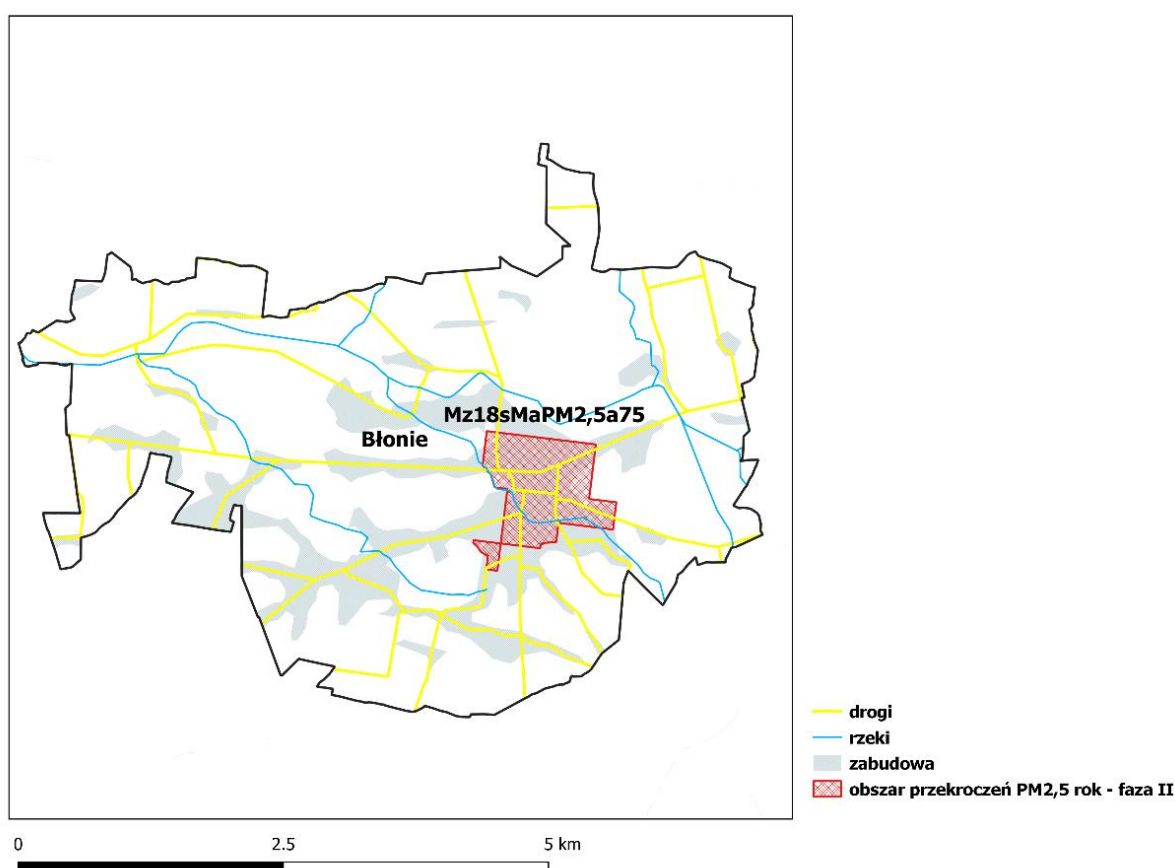 Mz18sMaPM2,5a75
Błonie
drogi
rzeki
zabudowa
obszar przekroczeń PM2,5 rok - faza II
0 2.5 5 km